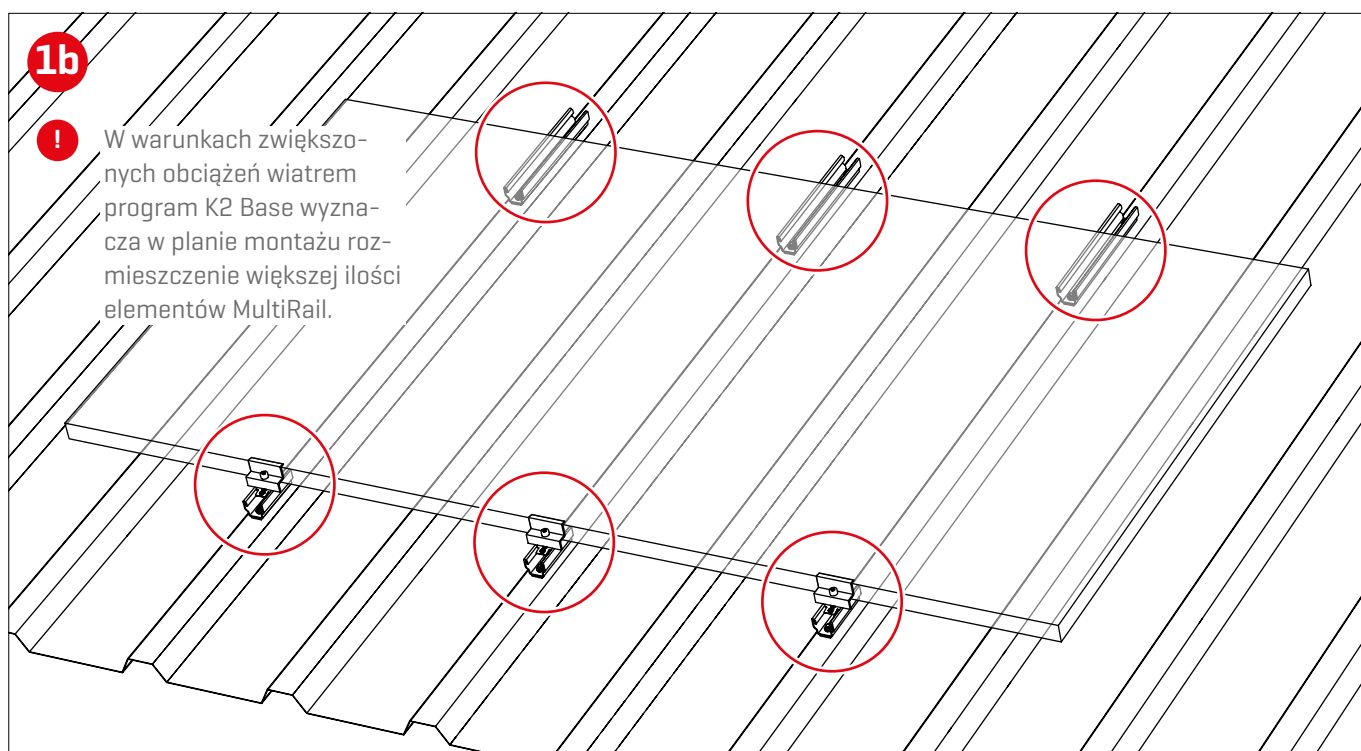 1b
!
W warunkach zwiększo-
nych obciążeń wiatrem
program K2 Base wyzna-
cza w planie montażu roz-
mieszczenie większej ilości
elementów MultiRail.